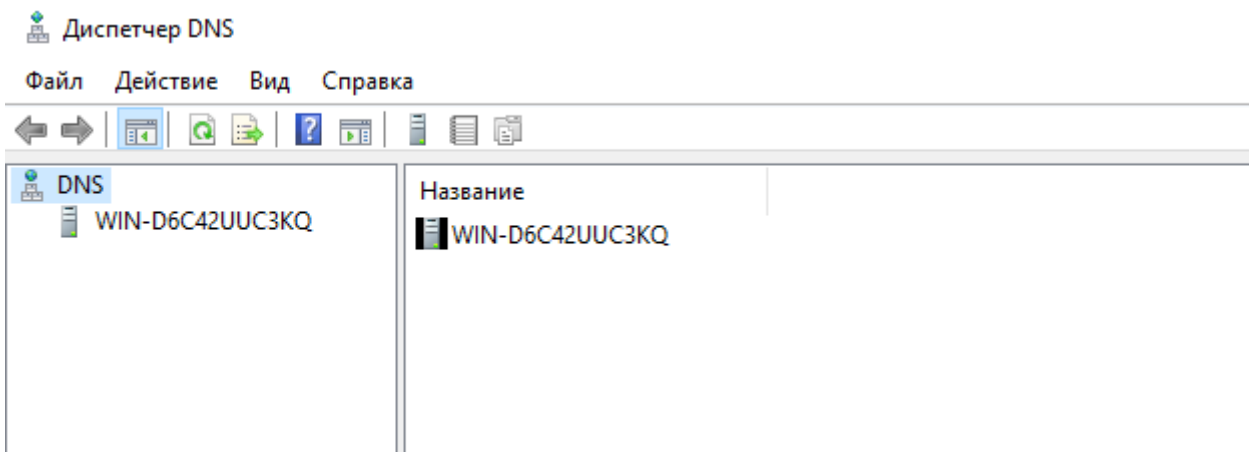 Диспетчер DNS
Файл Действие Вид Справка
DNS
WIN-D6C42UUC3KQ
Название
WIN-D6C42UUC3KQ